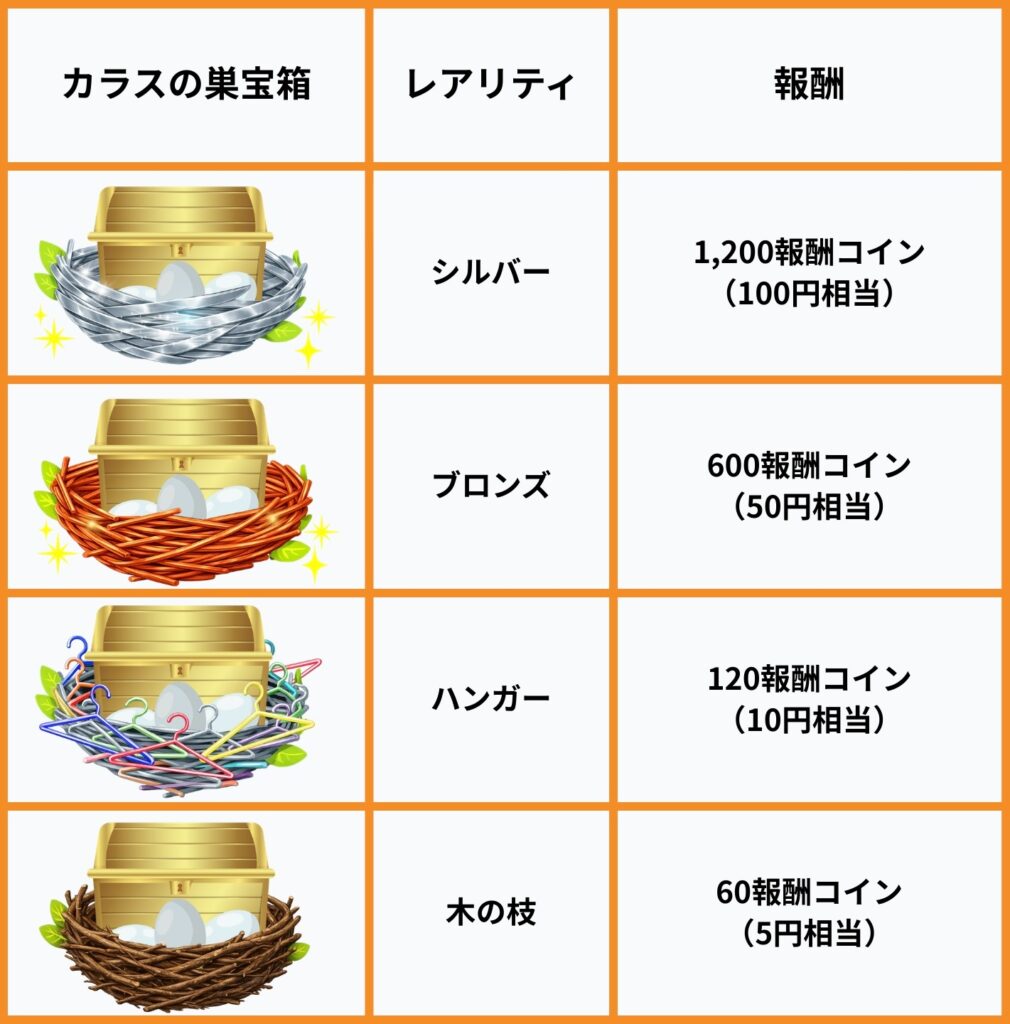 カラスの巣宝箱
レアリティ
報酬
シルバー
1,200報酬コイン
（100円相当）
ブロンズ
600報酬コイン
（50円相当）
ハンガー
120報酬コイン
（10円相当）
木の枝
60報酬コイン
（5円相当）